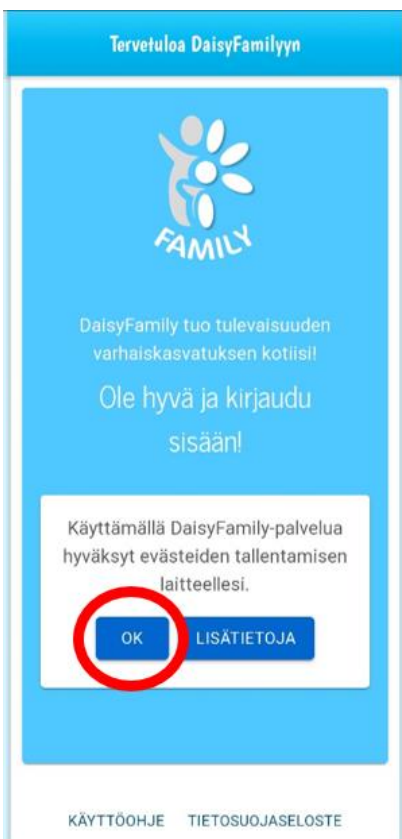 Tervetuloa DaisyFamilyyn
FAMILY
DaisyFamily tuo tulevaisuuden
varhaiskasvatuksen kotiisi!
Ole hyvä ja kirjaudu
sisään!
Käyttämällä DaisyFamily-palvelua
hyväksyt evästeiden tallentamisen
laitteellesi.
OK LISÄTIETOJA
KÄYTTÖOHJE TIETOSUOJASELOSTE